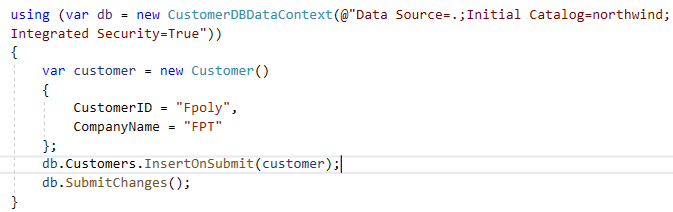 using (var db = new CustomerDBDataContext(@"Data Source=.;Initial Catalog=northwind;
Integrated Security=True"))
{
    var customer = new Customer()
    {
        CustomerID = "Fpoly",
        CompanyName = "FPT"
    };
    db.Customers.InsertOnSubmit(customer);
    db.SubmitChanges();
}